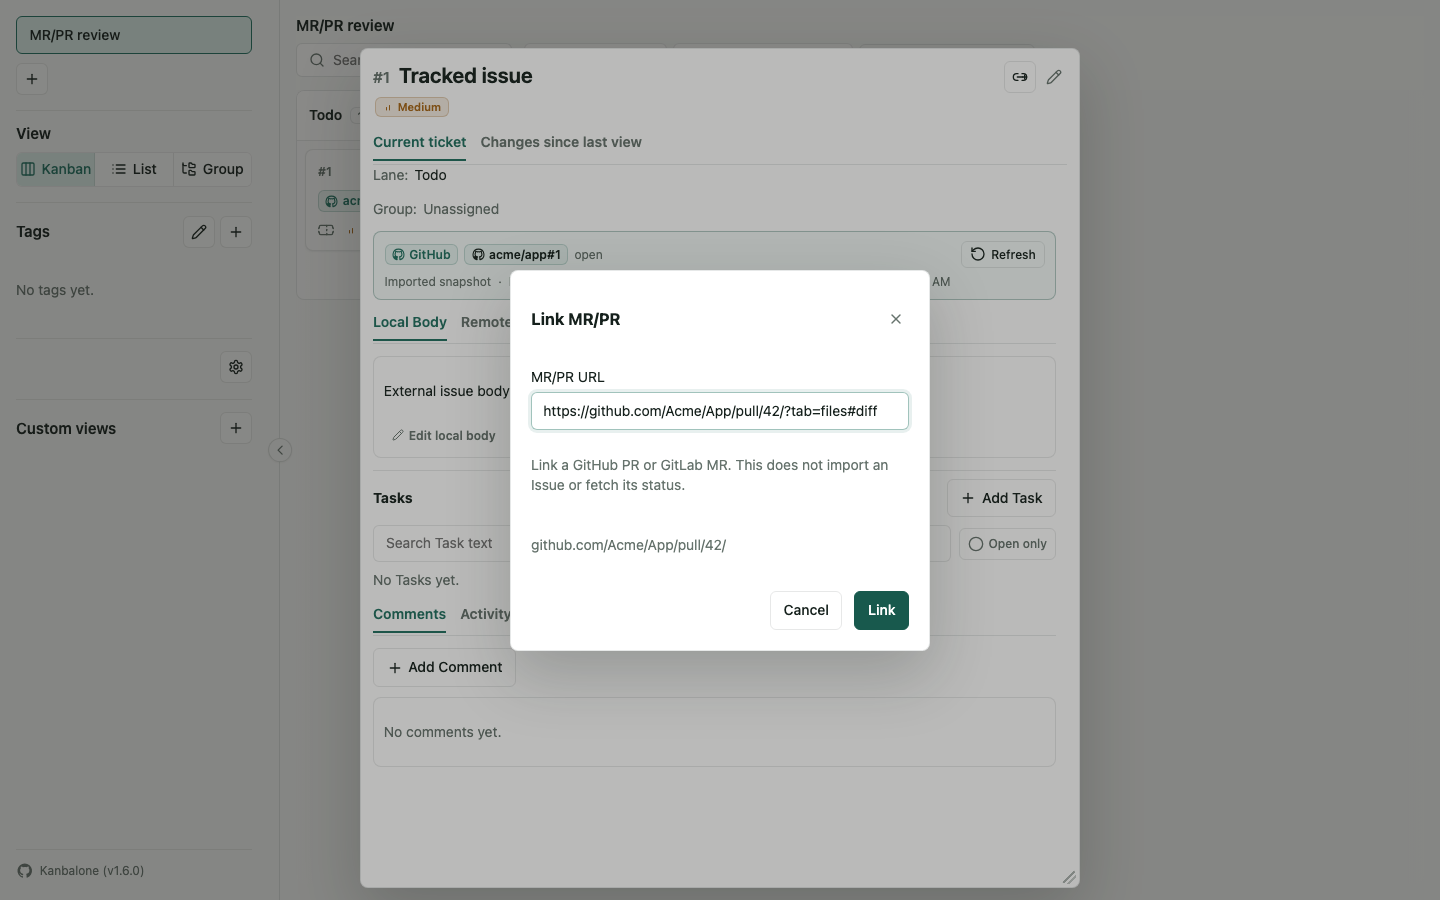 MR/PR review
View
Kanban
List
Group
Tags
No tags yet.
Custom views
Kanbalone (v1.6.0)
MR/PR review
Todo
#1
#1 Tracked issue
Medium
Current ticket
Changes since last view
Lane: Todo
Group: Unassigned
GitHub
acme/app#1
open
Refresh
Imported snapshot ·
AM
Local Body
Remote
External issue body
Edit local body
Tasks
Add Task
Search Task text
Open only
No Tasks yet.
Comments
Activity
Add Comment
No comments yet.
Link MR/PR
MR/PR URL
https://github.com/Acme/App/pull/42/?tab=files#diff
Link a GitHub PR or GitLab MR. This does not import an
Issue or fetch its status.
github.com/Acme/App/pull/42/
Cancel
Link